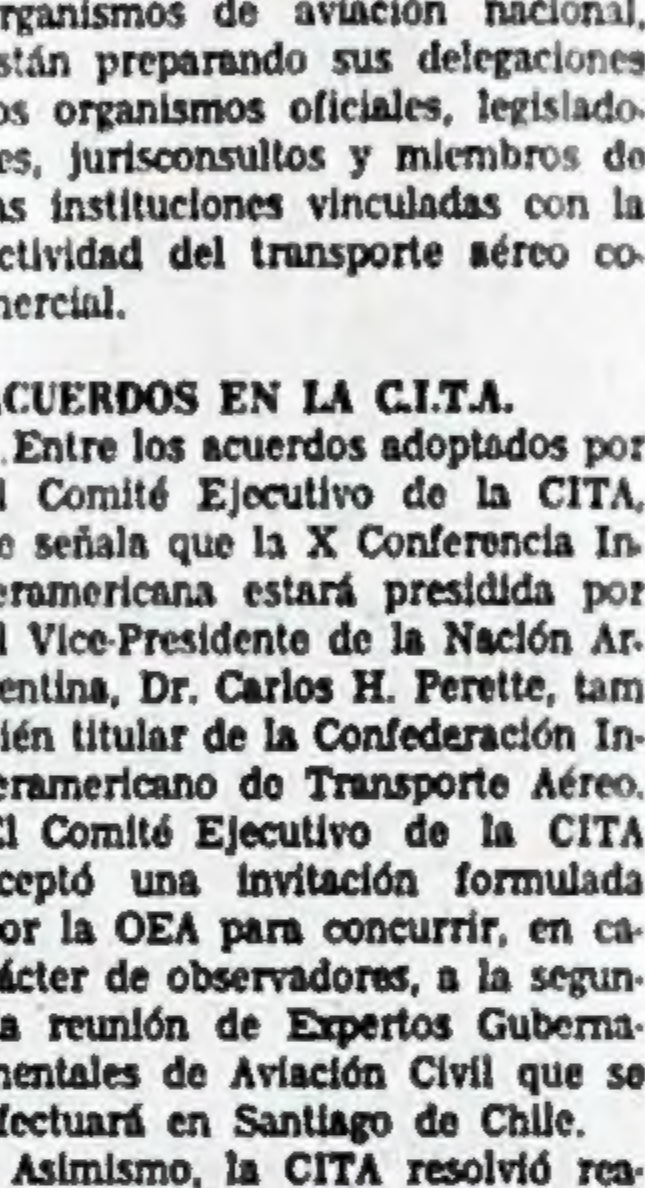 rganismos de aviación nacional,
stán preparando sus delegaciones
os organismos oficiales, legislado-
es, jurisconsultos y miembros de
as instituciones vinculadas con la
ctividad del transporte aéreo co-
mercial.
ACUERDOS EN LA C.I.T.A.
. Entre los acuerdos adoptados por
l Comité Ejecutivo de la CITA,
e señala que la X Conferencia In-
eramericana estará presidida por
l Vice-Presidente de la Nación Ar-
entina, Dr. Carlos H. Perette, tam
ién titular de la Confederación In-
eramericano de Transporte Aéreo.
El Comité Ejecutivo de la CITA
ceptó una invitación formulada
or la OEA para concurrir, en ca-
ácter de observadores, a la segun-
a reunión de Expertos Guberna-
mentales de Aviación Civil que se
fectuará en Santiago de Chile.
Asimismo, la CITA resolvió rea-